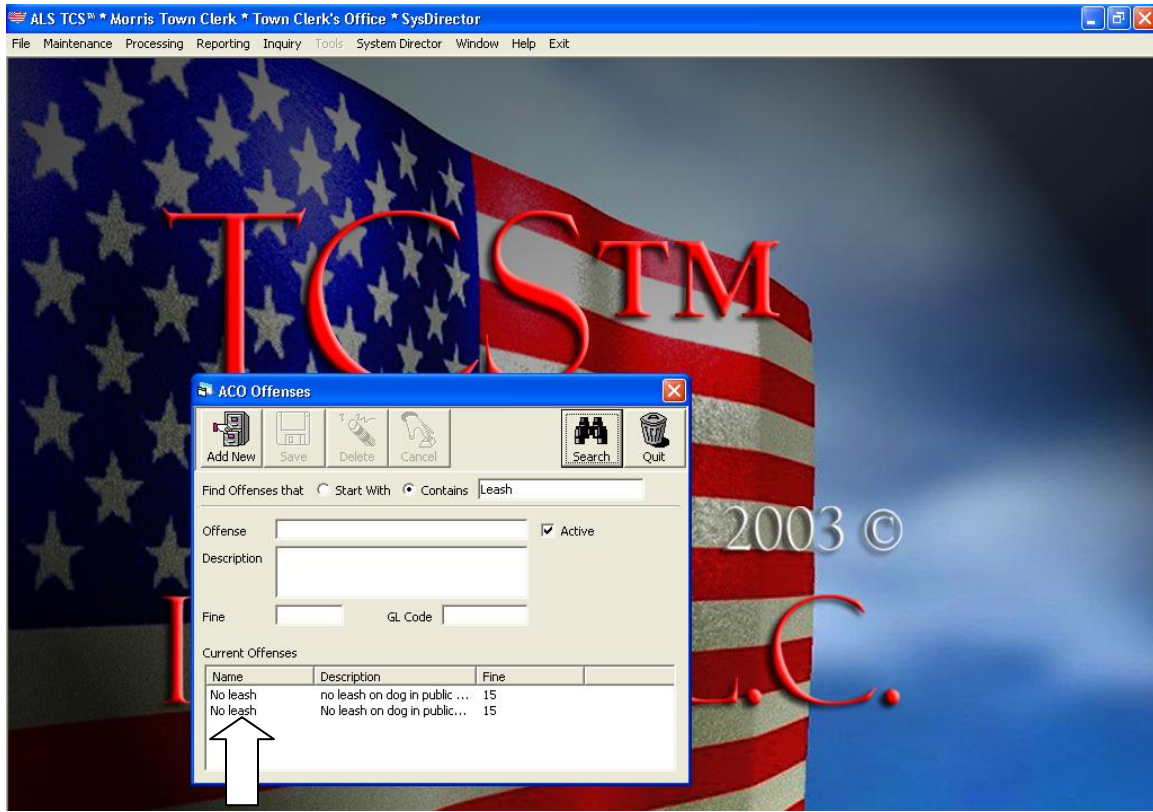 ALS TCS™ * Morris Town Clerk * Town Clerk's Office * SysDirector
File Maintenance Processing Reporting Inquiry Tools System Director Window Help Exit
TCS™
2003 ©
L.C.
ACO Offenses
Add New Save Delete Cancel Search Quit
Find Offenses that Start With Contains Leash
Offense Active
Description
Fine GL Code
Current Offenses
Name Description Fine
No leash no leash on dog in public ... 15
No leash No leash on dog in public... 15